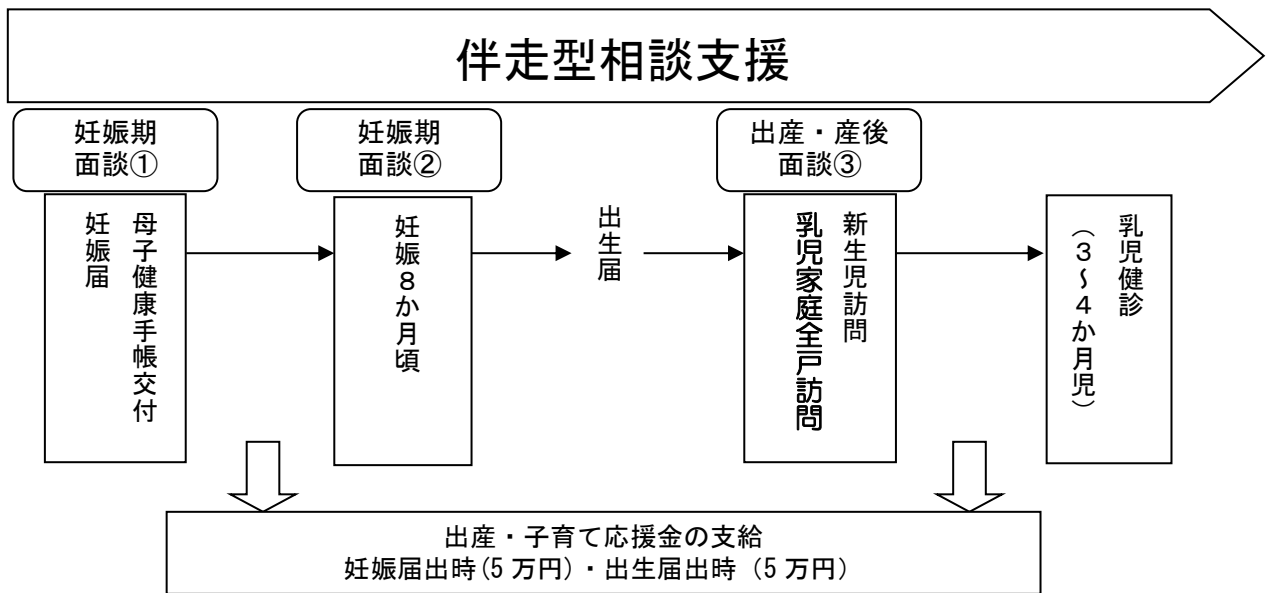 伴走型相談支援
妊娠期
面談①
妊娠期
面談②
出産・産後
面談③
母子健康手帳交付
妊娠届
妊娠８か月頃
出生届
新生児訪問
乳児家庭全戸訪問
乳児健診
（３〜４か月児）
出産・子育て応援金の支給
妊娠届出時(5 万円)・出生届出時（5 万円）